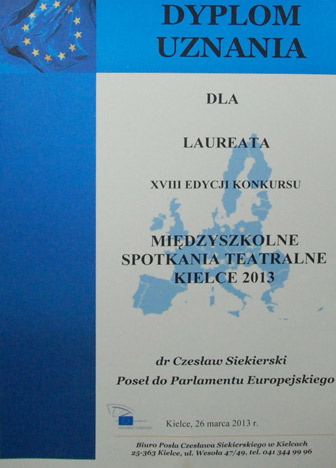 DYPLOM
UZNANIA
DLA
LAUREATA
XVIII EDYCJI KONKURSU
MIĘDZYSZKOLNE
SPOTKANIA TEATRALNE
KIELCE 2013
dr Czesław Siekierski
Poseł do Parlamentu Europejskiego
Kielce, 26 marca 2013 r.
Biuro Posła Czesława Siekierskiego w Kielcach
25-363 Kielce, ul. Wesoła 47/49, tel. 041 344 99 96